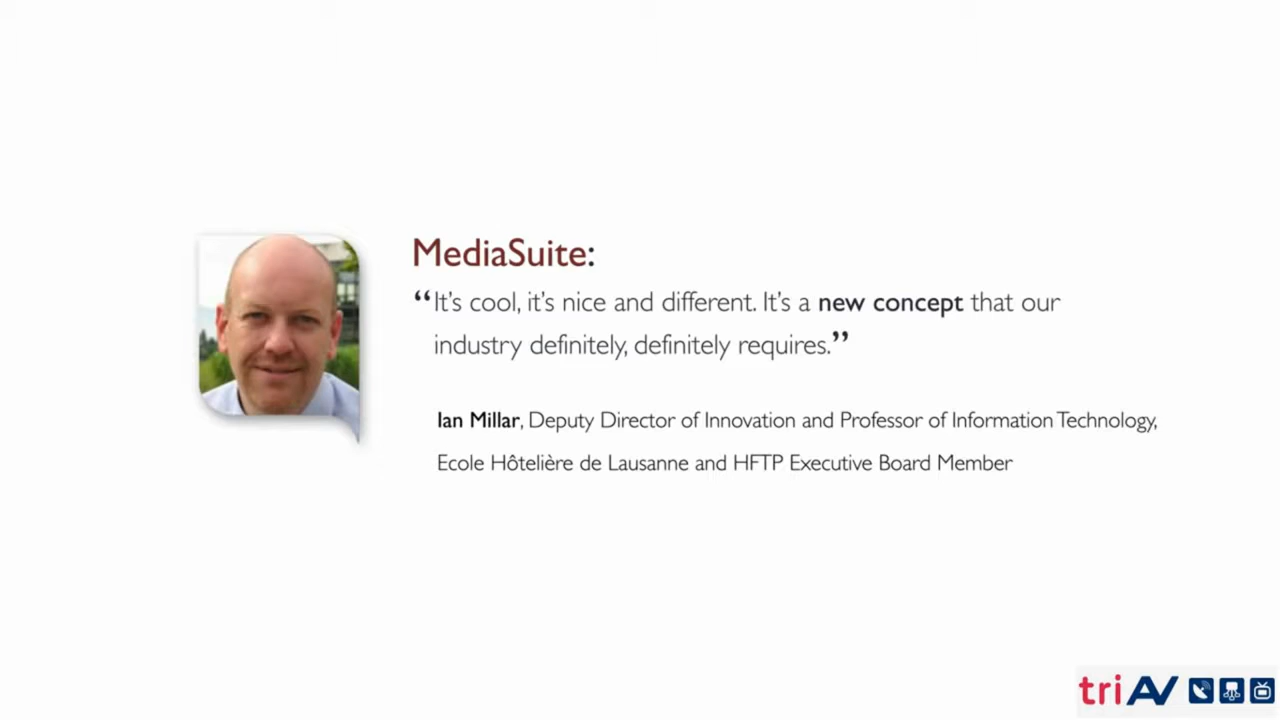 MediaSuite:
“It’s cool, it’s nice and different. It’s a new concept that our
industry definitely, definitely requires.”
Ian Millar, Deputy Director of Innovation and Professor of Information Technology,
Ecole Hôtelière de Lausanne and HFTP Executive Board Member
triAV